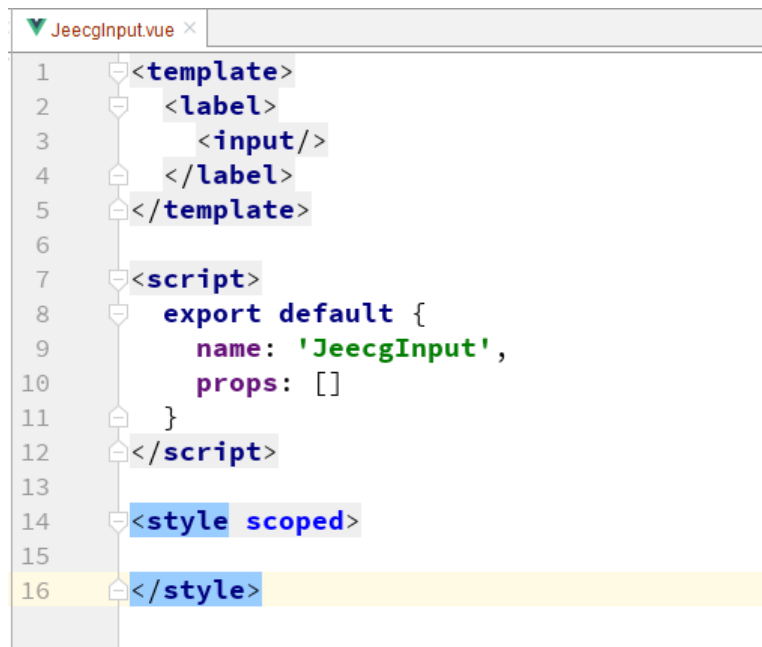 JeecgInput.vue
1 <template>
2   <label>
3     <input/>
4   </label>
5 </template>
6
7 <script>
8   export default {
9     name: 'JeecgInput',
10     props: []
11   }
12 </script>
13
14 <style scoped>
15
16 </style>